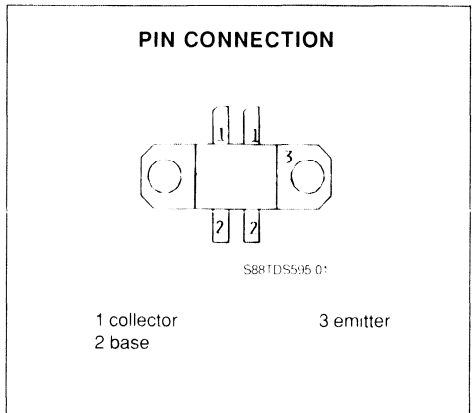 PIN CONNECTION
1 1
3
2 2
S88TDS595 01
1 collector 3 emitter
2 base